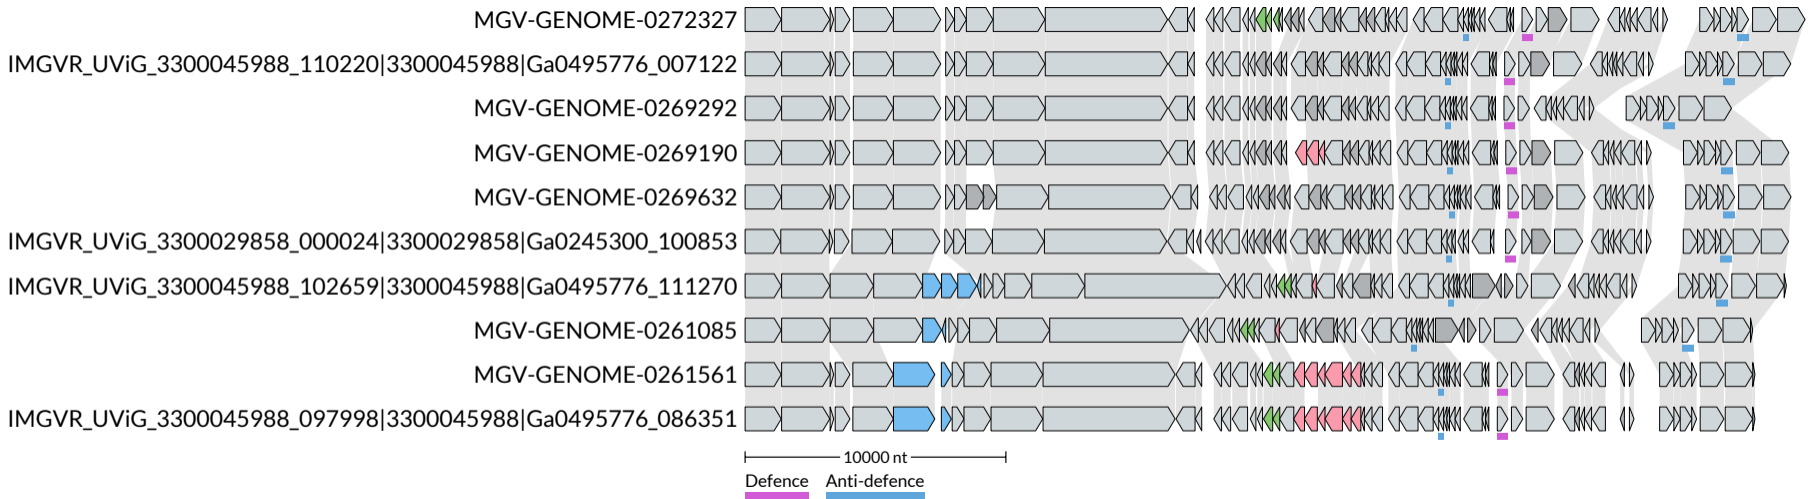 MGV-GENOME-0272327
IMGVR_UViG_3300045988_110220|3300045988|Ga0495776_007122
MGV-GENOME-0269292
MGV-GENOME-0269190
MGV-GENOME-0269632
IMGVR_UViG_3300029858_000024|3300029858|Ga0245300_100853
IMGVR_UViG_3300045988_102659|3300045988|Ga0495776_111270
MGV-GENOME-0261085
MGV-GENOME-0261561
IMGVR_UViG_3300045988_097998|3300045988|Ga0495776_086351
10000 nt
Defence Anti-defence